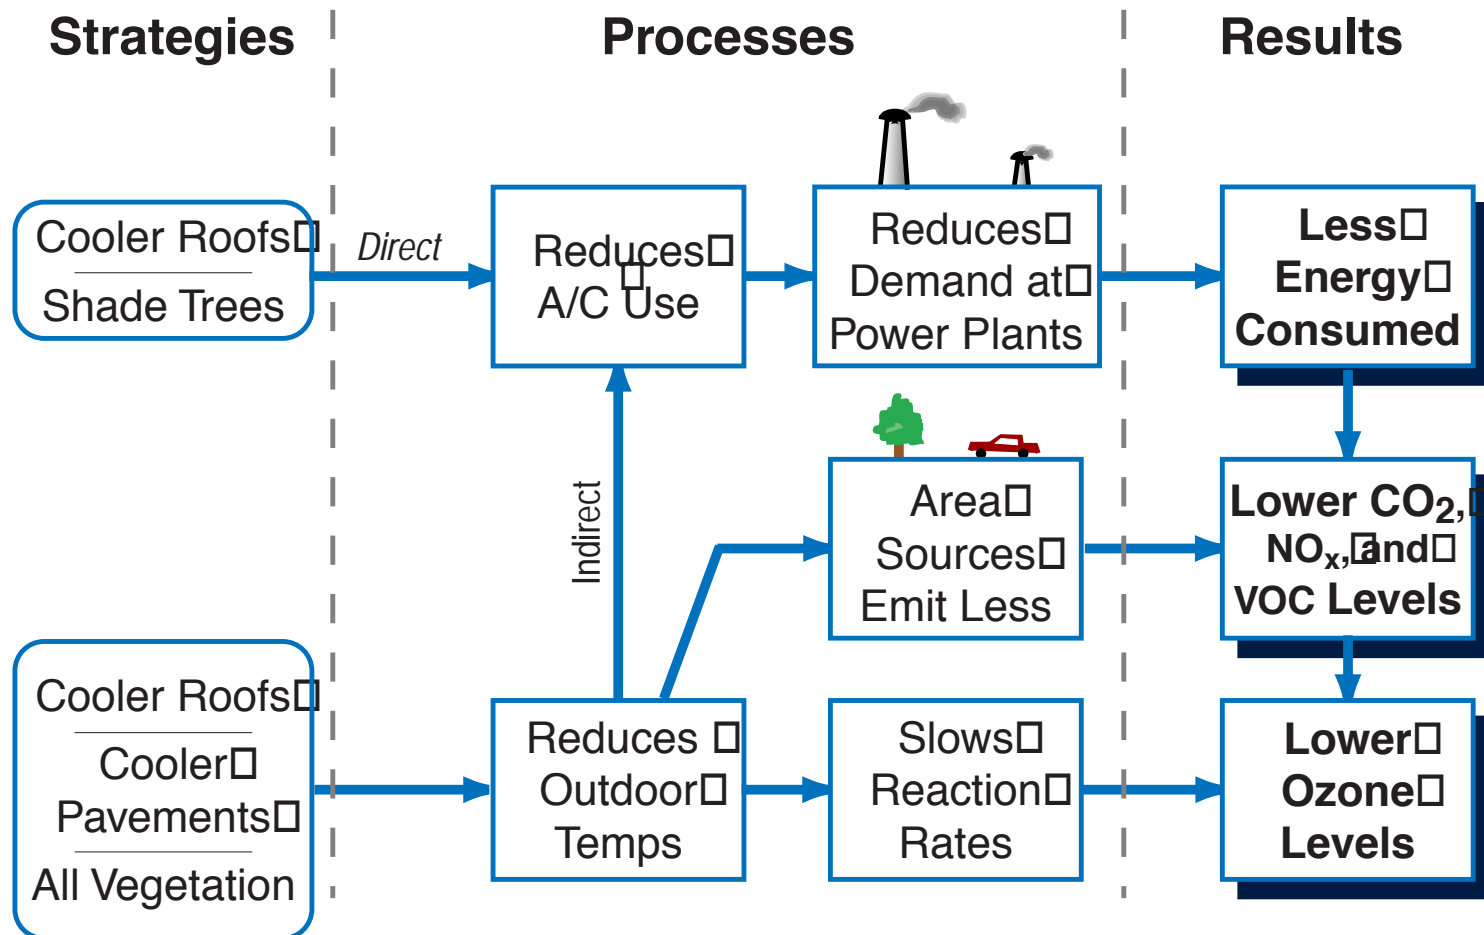 Strategies
Processes
Results
Cooler Roofs
Shade Trees
Direct
Reduces
A/C Use
Reduces
Demand at
Power Plants
Less
Energy
Consumed
Indirect
Area
Sources
Emit Less
Lower CO₂,
NOₓ, and
VOC Levels
Cooler Roofs
Cooler
Pavements
All Vegetation
Reduces
Outdoor
Temps
Slows
Reaction
Rates
Lower
Ozone
Levels